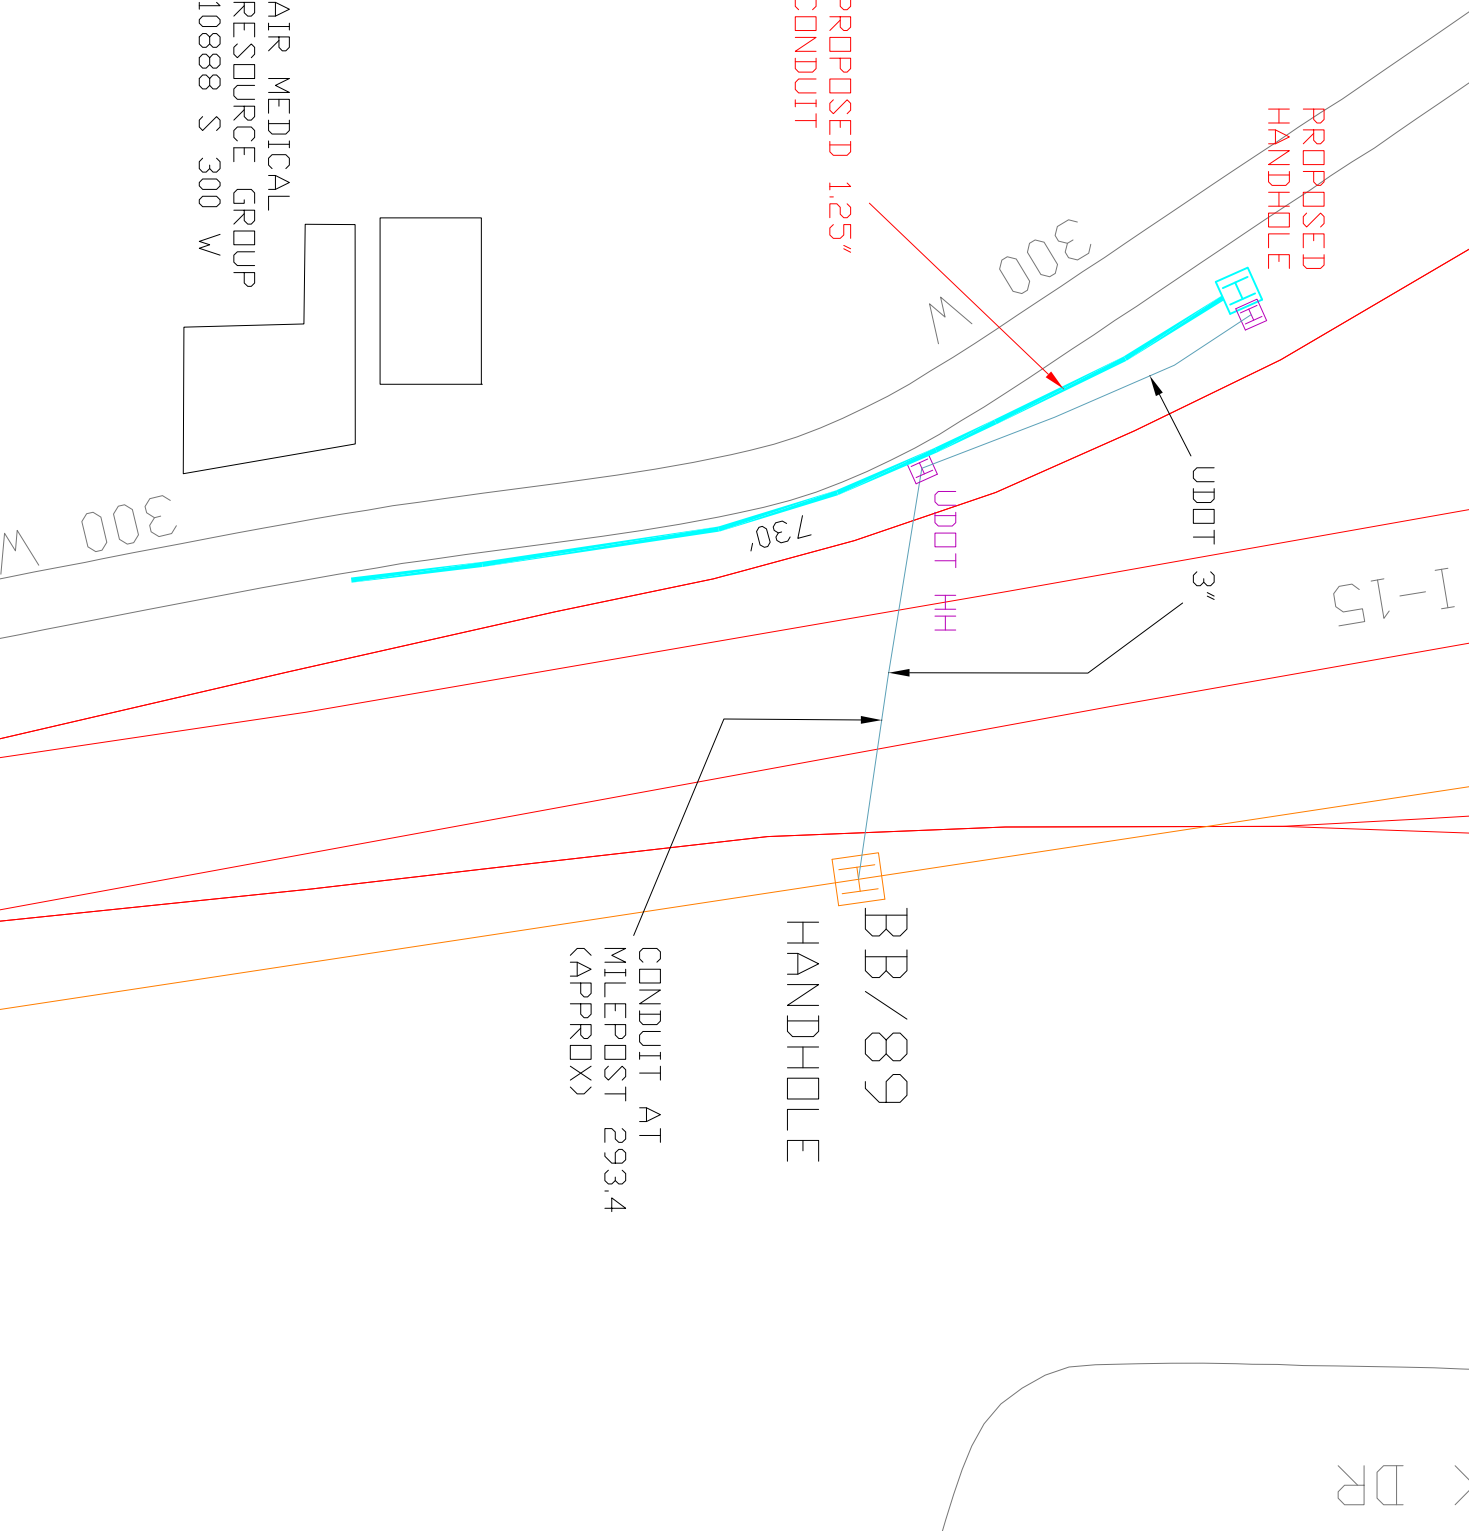 PROPOSED
HANDHOLE
PROPOSED 1.25"
CONDUIT
AIR MEDICAL
RESOURCE GROUP
10888 S 300 W
300 W
300 W
730'
UDOT 3"
UDOT HH
I-15
BB/89
HANDHOLE
CONDUIT AT
MILEPOST 293.4
(APPROX)
DR